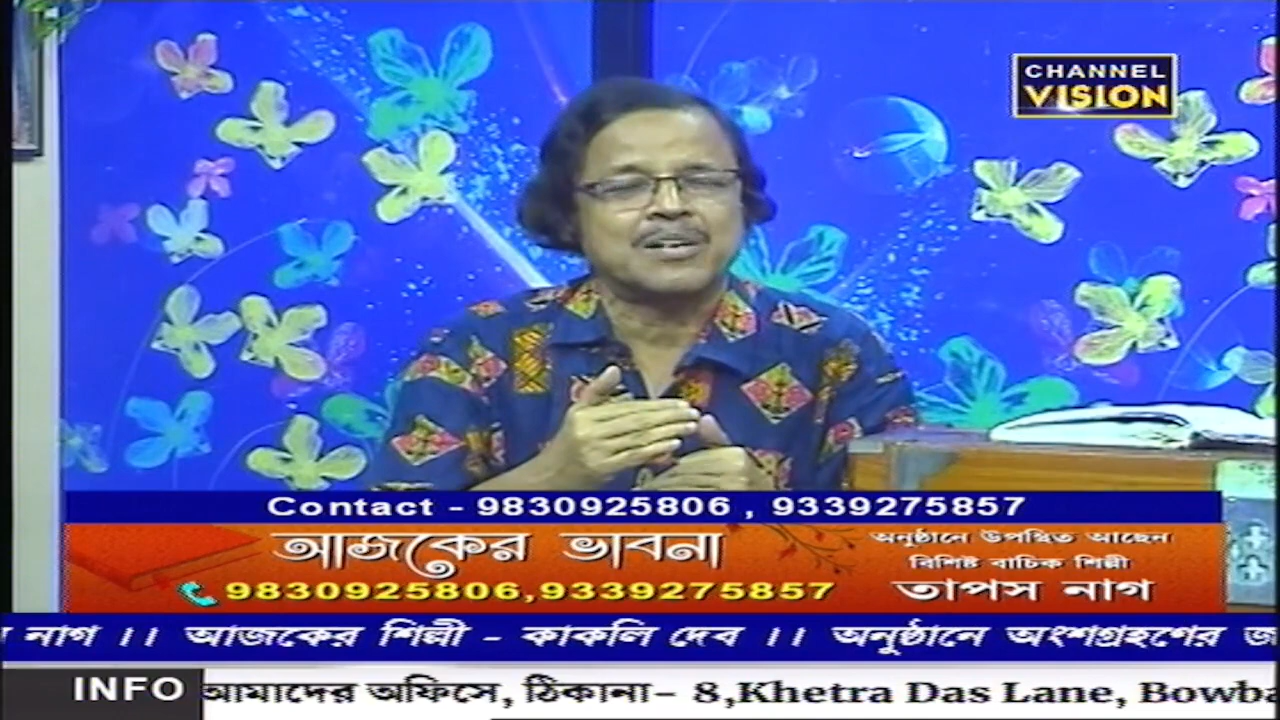 CHANNEL
VISION
Contact - 9830925806 , 9339275857
আজকের ভাবনা
9830925806,9339275857
অনুষ্ঠানে উপস্থিত আছেন
বিশিষ্ট বাচিক শিল্পী
তাপস নাগ
নাগ ।। আজকের শিল্পী - কাকলি দেব ।। অনুষ্ঠানে অংশগ্রহণের
INFO
আমাদের অফিসে, ঠিকানা- 8,Khetra Das Lane,